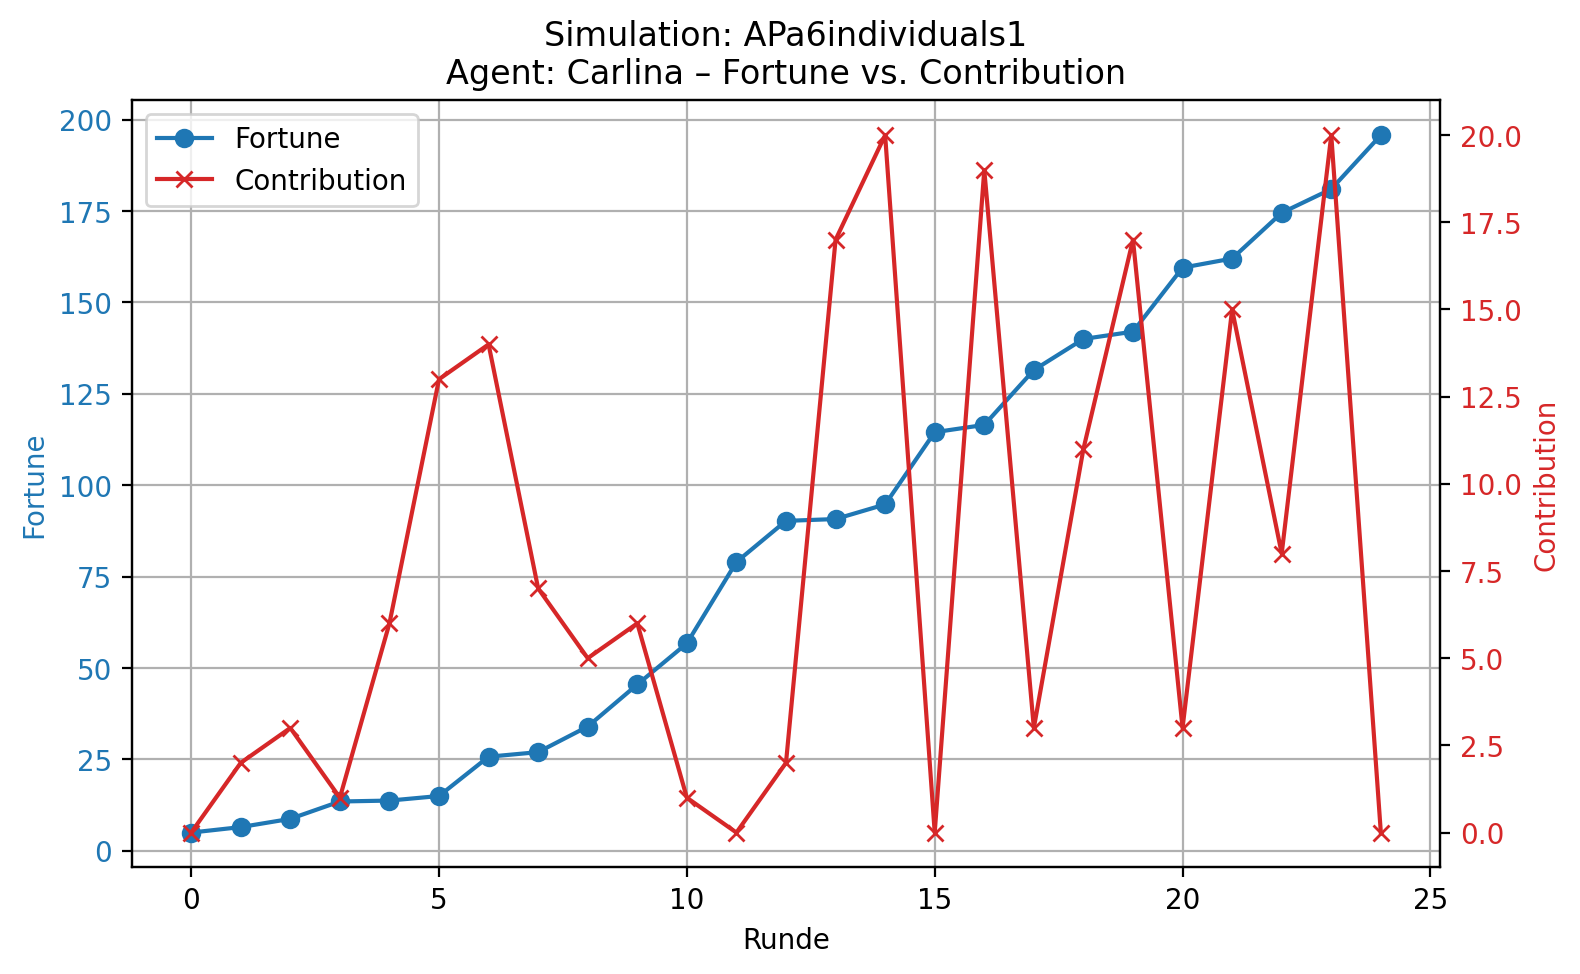 Simulation: APa6individuals1
Agent: Carlina – Fortune vs. Contribution
Fortune
Contribution
200
175
150
125
100
75
50
25
0
Fortune
20.0
17.5
15.0
12.5
10.0
7.5
5.0
2.5
0.0
Contribution
0 5 10 15 20 25
Runde